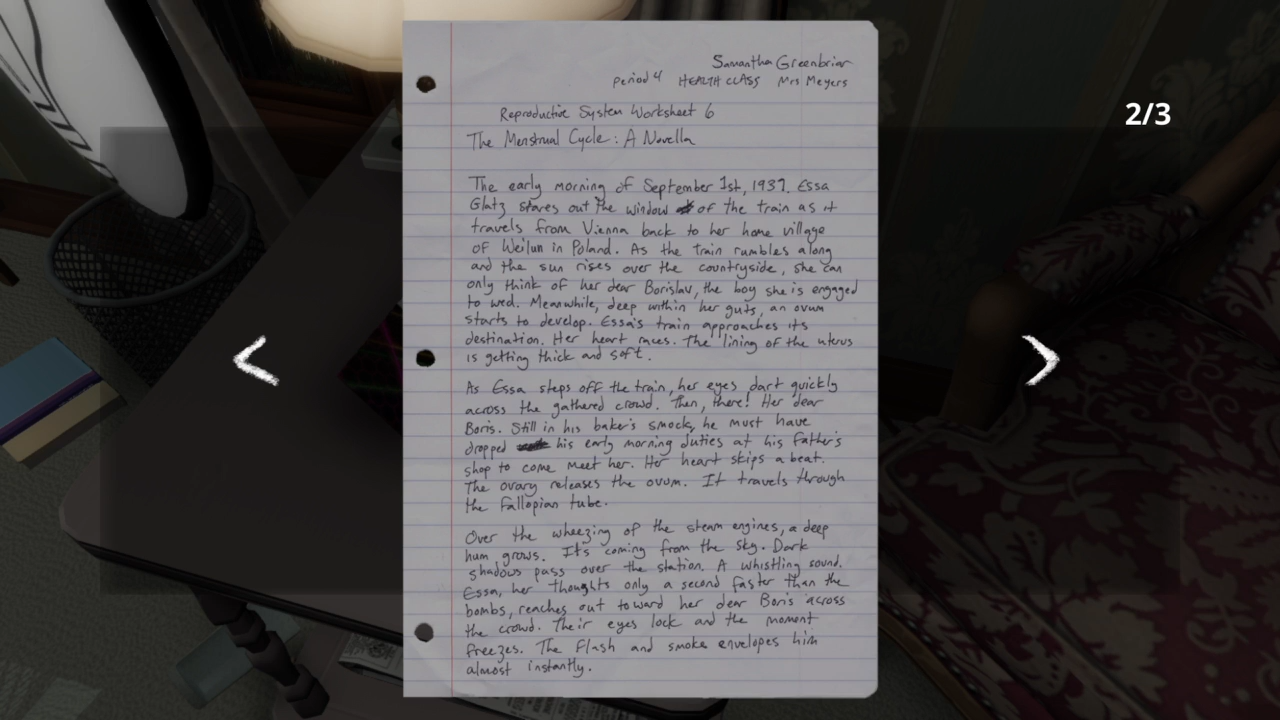 Samantha Greenbriar
period 4 HEALTH CLASS Mrs Meyers
2/3
Reproductive System Worksheet 6
The Menstrual Cycle: A Novella
The early morning of September 1st, 1939. Essa
Glatz stares out the window of the train as it
travels from Vienna back to her home village
of Weilun in Poland. As the train rumbles along
and the sun rises over the countryside, she can
only think of her dear Borislav, the boy she is engaged
to wed. Meanwhile, deep within her guts, an ovum
starts to develop. Essa's train approaches its
destination. Her heart races. The lining of the uterus
is getting thick and soft.
As Essa steps off the train, her eyes dart quickly
across the gathered crowd. Then, there! Her dear
Boris. Still in his baker's smock, he must have
dropped his early morning duties at his father's
shop to come meet her. Her heart skips a beat.
The ovary releases the ovum. It travels through
the fallopian tube.
Over the wheezing of the steam engines, a deep
hum grows. It's coming from the sky. Dark
shadows pass over the station. A whistling sound.
Essa, her thoughts only a second faster than the
bombs, reaches out toward her dear Boris across
the crowd. Their eyes lock and the moment
freezes. The flash and smoke envelopes him
almost instantly.